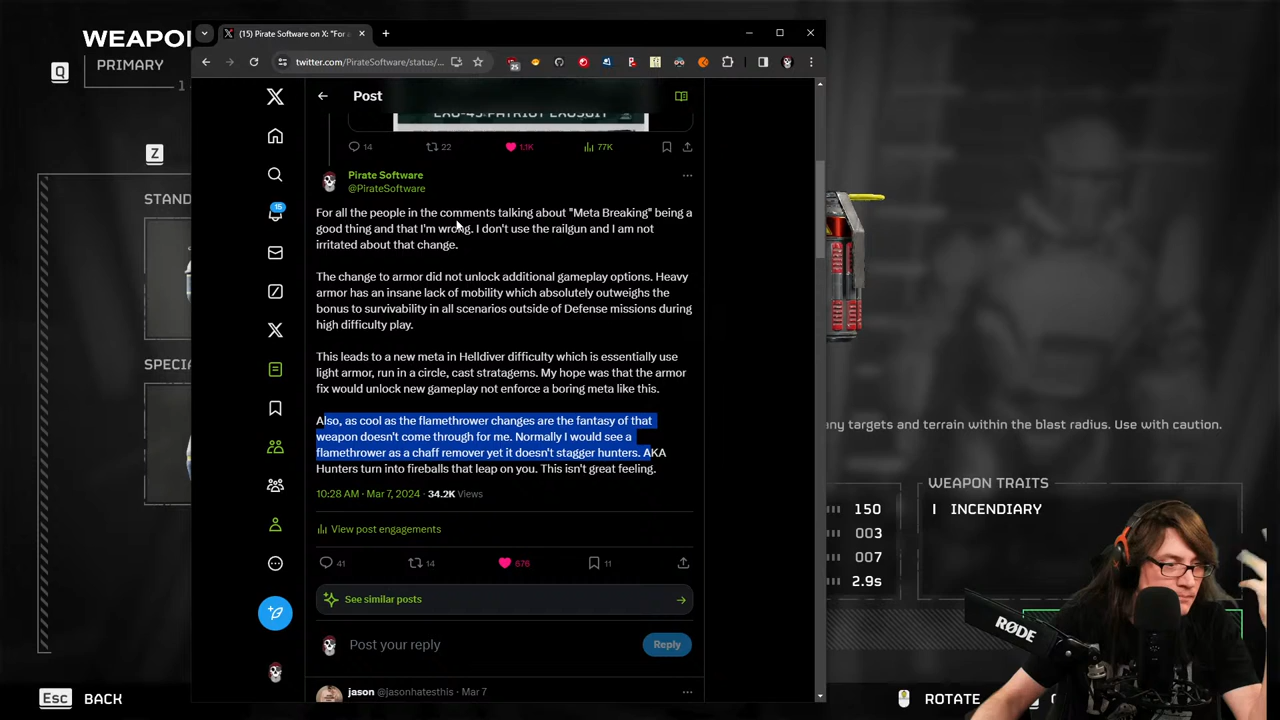 WEAPO
Q
PRIMARY
1
Z
STAND
SPECIA
(15) Pirate Software on X: "For a
twitter.com/PirateSoftware/status/...
25
Post
EXO-45 PATRIOT EXOSUIT
14
22
1.1K
77K
Pirate Software
@PirateSoftware
15
For all the people in the comments talking about "Meta Breaking" being a
good thing and that I'm wrong. I don't use the railgun and I am not
irritated about that change.
The change to armor did not unlock additional gameplay options. Heavy
armor has an insane lack of mobility which absolutely outweighs the
bonus to survivability in all scenarios outside of Defense missions during
high difficulty play.
This leads to a new meta in Helldiver difficulty which is essentially use
light armor, run in a circle, cast stratagems. My hope was that the armor
fix would unlock new gameplay not enforce a boring meta like this.
Also, as cool as the flamethrower changes are the fantasy of that
weapon doesn't come through for me. Normally I would see a
flamethrower as a chaff remover yet it doesn't stagger hunters. AKA
Hunters turn into fireballs that leap on you. This isn't great feeling.
10:28 AM · Mar 7, 2024 · 34.2K Views
View post engagements
41
14
678
11
See similar posts
Post your reply
Reply
jason @jasonhatesthis · Mar 7
ny targets and terrain within the blast radius. Use with caution.
150
003
007
2.9s
WEAPON TRAITS
I INCENDIARY
RØDE
Esc BACK
ROTATE